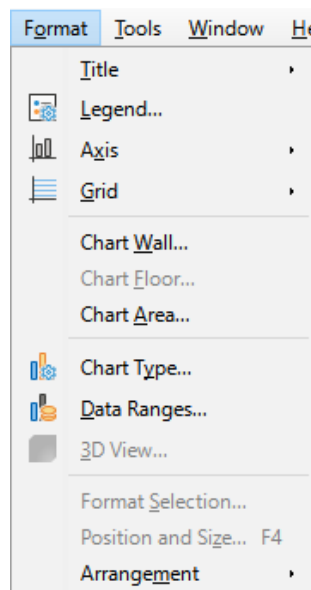 Format Tools Window He
Title
Legend...
Axis
Grid
Chart Wall...
Chart Floor...
Chart Area...
Chart Type...
Data Ranges...
3D View...
Format Selection...
Position and Size... F4
Arrangement